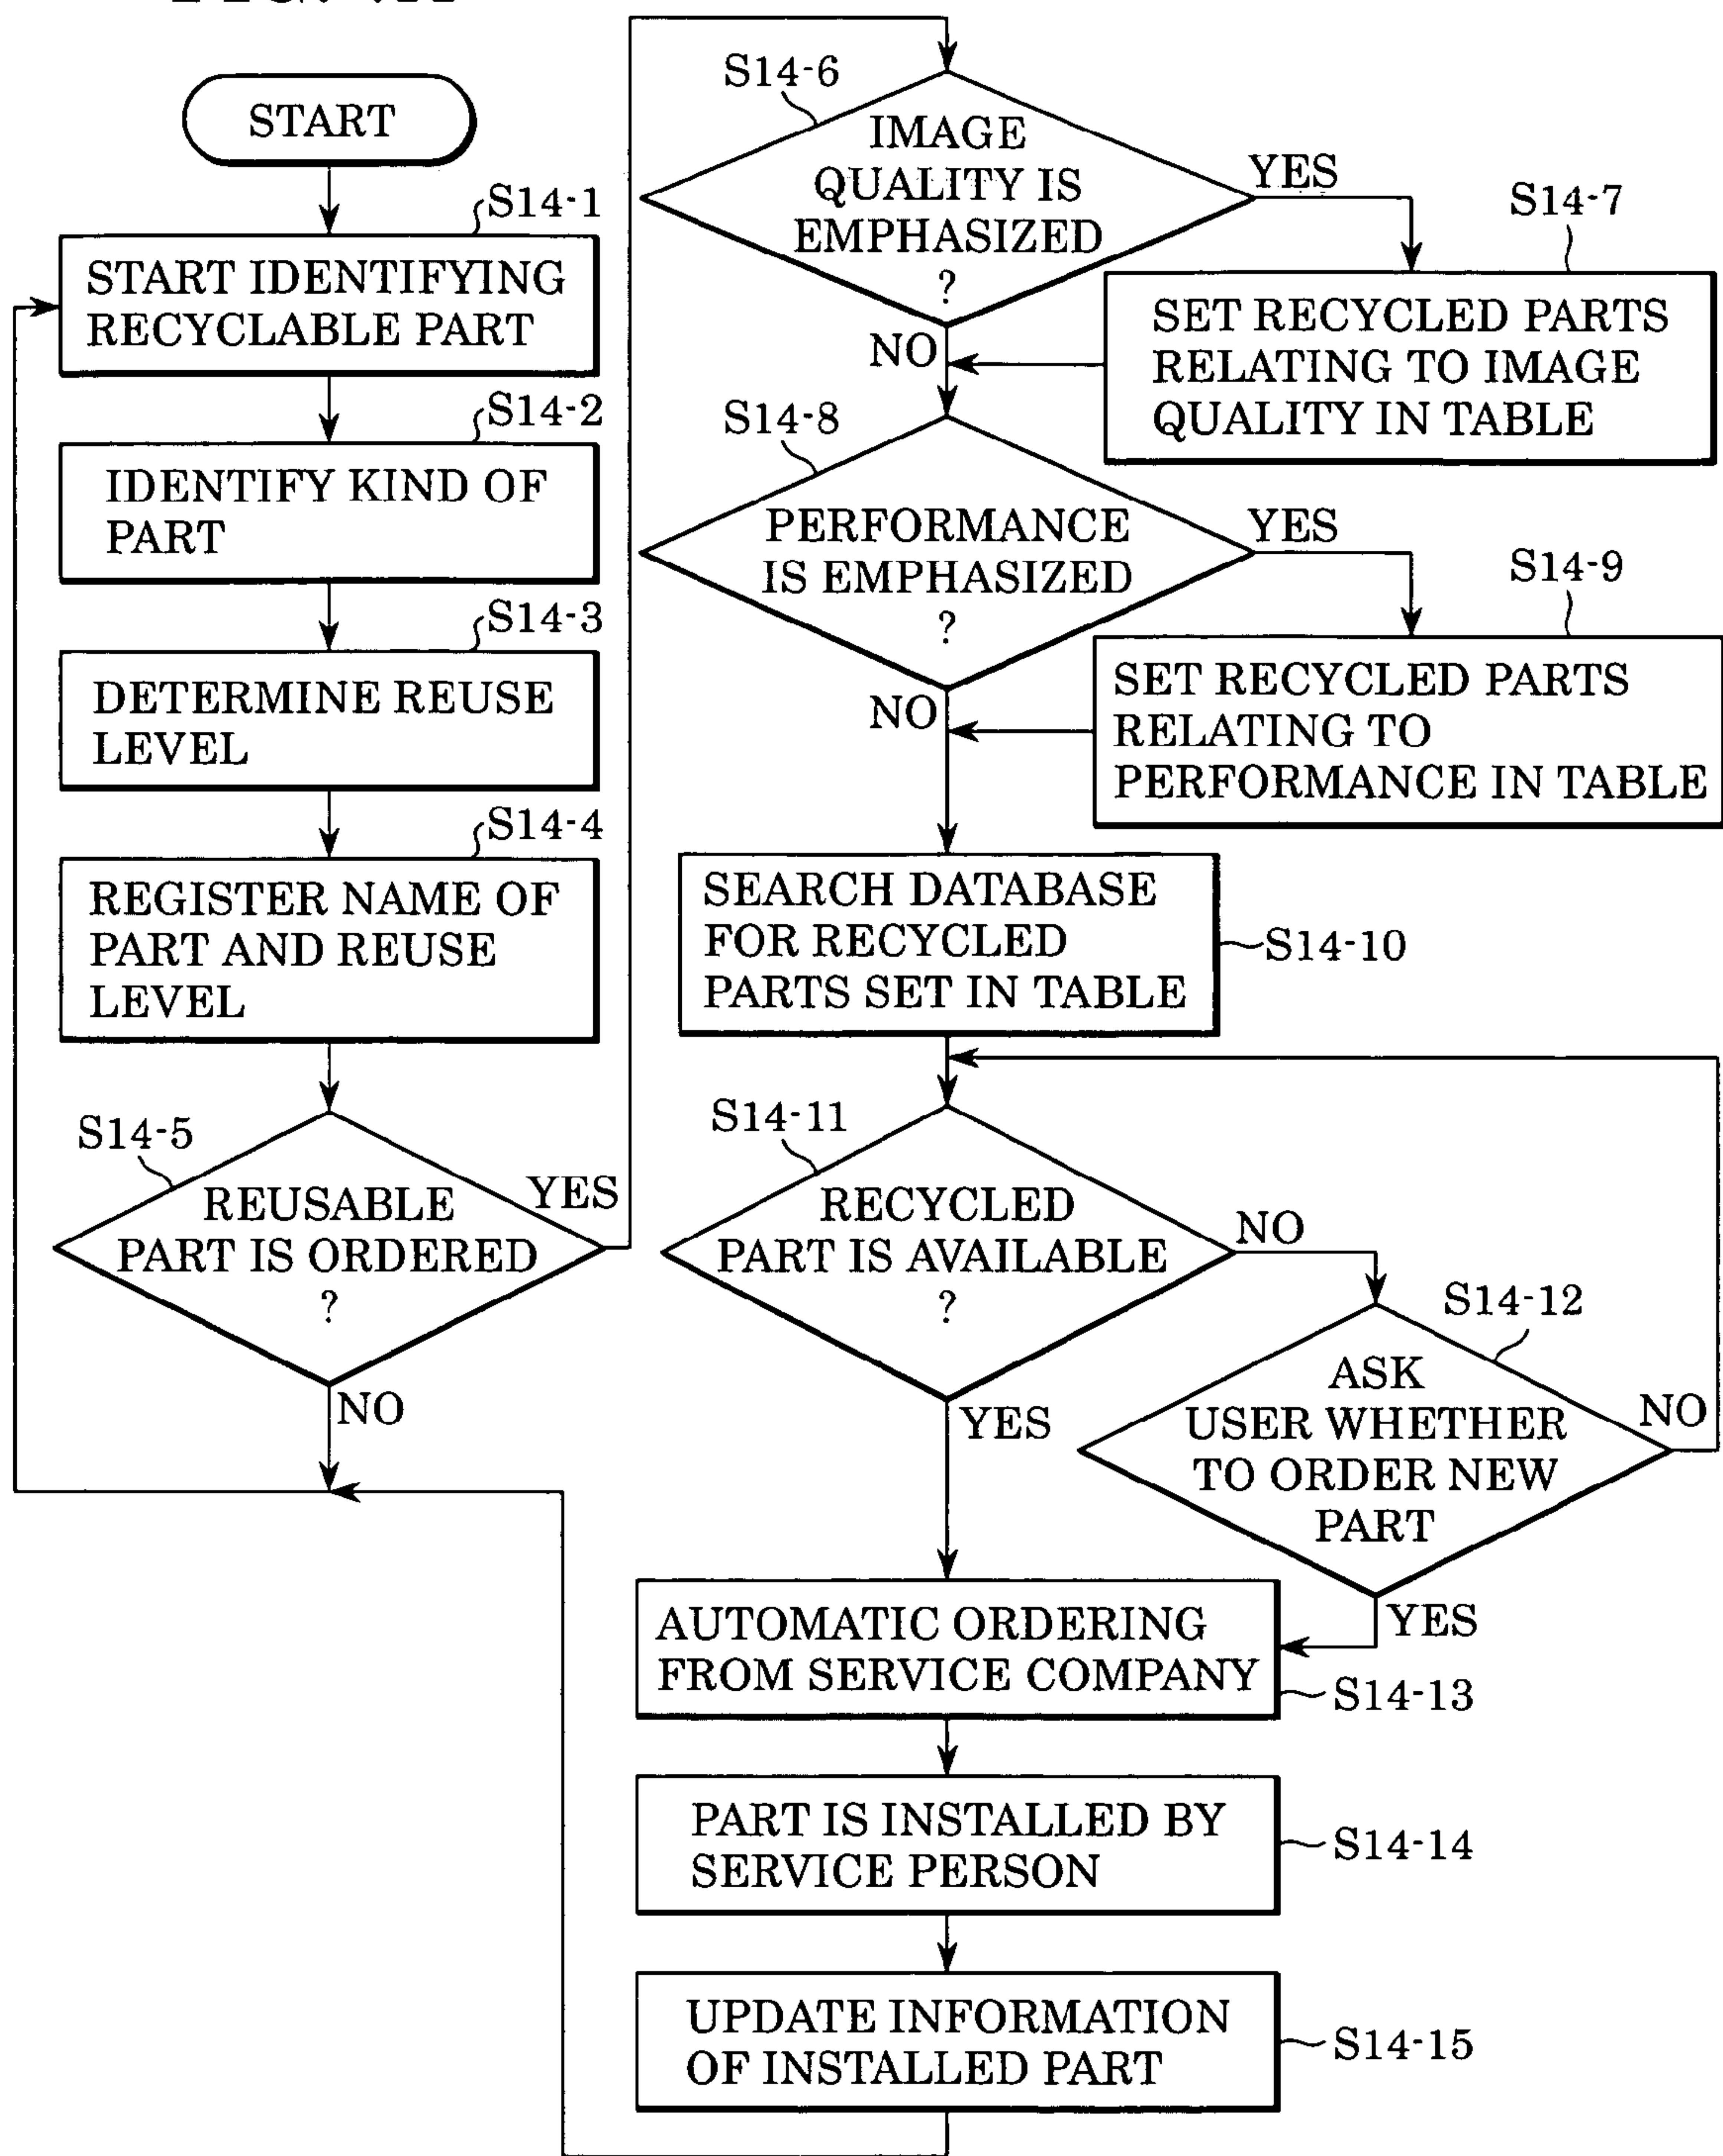 START
S14-1
START IDENTIFYING
RECYCLABLE PART
S14-2
IDENTIFY KIND OF
PART
S14-3
DETERMINE REUSE
LEVEL
S14-4
REGISTER NAME OF
PART AND REUSE
LEVEL
S14-5
REUSABLE
PART IS ORDERED
?
YES
NO
S14-6
IMAGE
QUALITY IS
EMPHASIZED
?
YES
NO
S14-7
SET RECYCLED PARTS
RELATING TO IMAGE
QUALITY IN TABLE
S14-8
PERFORMANCE
IS EMPHASIZED
?
YES
NO
S14-9
SET RECYCLED PARTS
RELATING TO
PERFORMANCE IN TABLE
SEARCH DATABASE
FOR RECYCLED
PARTS SET IN TABLE
S14-10
S14-11
RECYCLED
PART IS AVAILABLE
?
NO
YES
S14-12
ASK
USER WHETHER
TO ORDER NEW
PART
NO
YES
AUTOMATIC ORDERING
FROM SERVICE COMPANY
S14-13
PART IS INSTALLED BY
SERVICE PERSON
S14-14
UPDATE INFORMATION
OF INSTALLED PART
S14-15